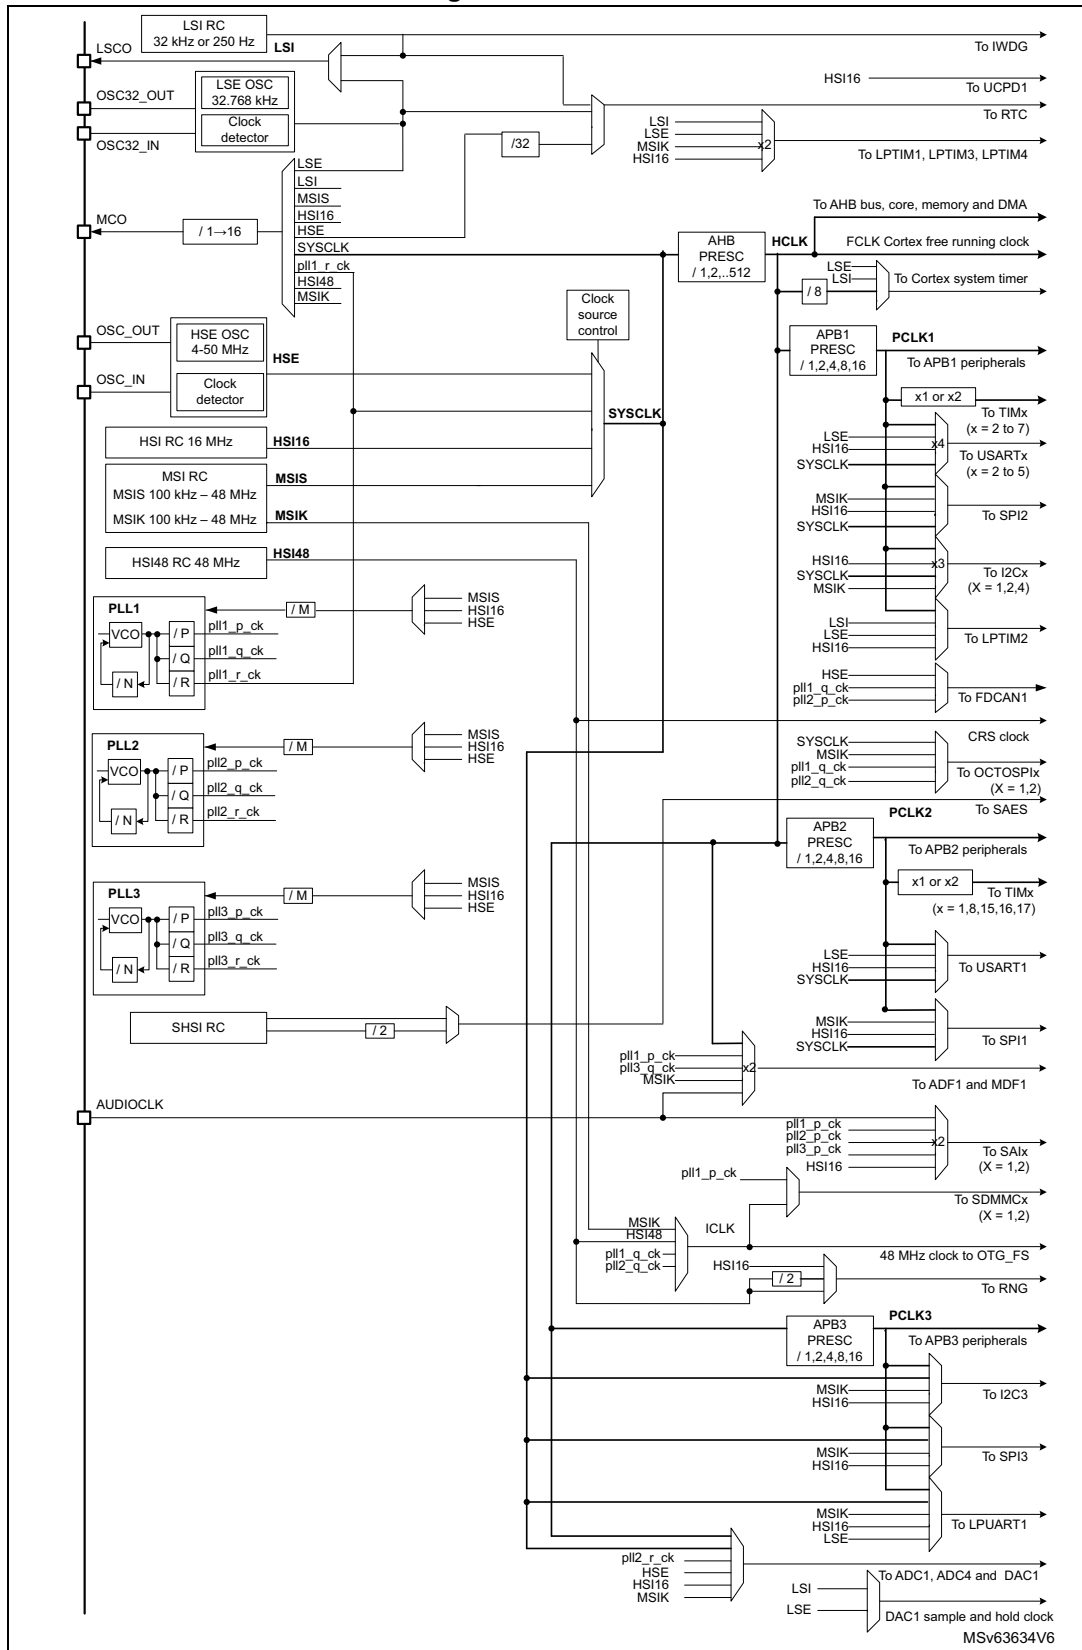 LSI RC
32 kHz or 250 Hz
LSI
To IWDG
LSCO
HSI16
To UCPD1
OSC32_OUT
LSE OSC
32.768 kHz
Clock
detector
OSC32_IN
To RTC
/32
LSI
LSE
MSIK
HSI16
x2
To LPTIM1, LPTIM3, LPTIM4
MCO
/ 1→16
LSE
LSI
MSIS
HSI16
HSE
SYSCLK
pll1_r_ck
HSI48
MSIK
AHB
PRESC
/ 1,2,..512
HCLK
To AHB bus, core, memory and DMA
FCLK Cortex free running clock
LSE
LSI
/ 8
To Cortex system timer
Clock
source
control
OSC_OUT
HSE OSC
4-50 MHz
HSE
OSC_IN
Clock
detector
SYSCLK
HSI RC 16 MHz
HSI16
MSI RC
MSIS 100 kHz – 48 MHz
MSIS
MSIK 100 kHz – 48 MHz
MSIK
HSI48 RC 48 MHz
HSI48
APB1
PRESC
/ 1,2,4,8,16
PCLK1
To APB1 peripherals
x1 or x2
To TIMx
(x = 2 to 7)
LSE
HSI16
SYSCLK
x4
To USARTx
(x = 2 to 5)
MSIK
HSI16
SYSCLK
To SPI2
HSI16
SYSCLK
MSIK
x3
To I2Cx
(X = 1,2,4)
LSI
LSE
HSI16
To LPTIM2
HSE
pll1_q_ck
pll2_p_ck
To FDCAN1
CRS clock
SYSCLK
MSIK
pll1_q_ck
pll2_q_ck
To OCTOSPIx
(X = 1,2)
To SAES
PLL1
VCO
/ N
/ P
/ Q
/ R
pll1_p_ck
pll1_q_ck
pll1_r_ck
/ M
MSIS
HSI16
HSE
PLL2
VCO
/ N
/ P
/ Q
/ R
pll2_p_ck
pll2_q_ck
pll2_r_ck
/ M
MSIS
HSI16
HSE
PLL3
VCO
/ N
/ P
/ Q
/ R
pll3_p_ck
pll3_q_ck
pll3_r_ck
/ M
MSIS
HSI16
HSE
APB2
PRESC
/ 1,2,4,8,16
PCLK2
To APB2 peripherals
x1 or x2
To TIMx
(x = 1,8,15,16,17)
LSE
HSI16
SYSCLK
To USART1
MSIK
HSI16
SYSCLK
To SPI1
SHSI RC
/ 2
pll1_p_ck
pll3_q_ck
MSIK
x2
To ADF1 and MDF1
AUDIOCLK
pll1_p_ck
pll2_p_ck
pll3_p_ck
HSI16
x2
To SAIx
(X = 1,2)
pll1_p_ck
To SDMMCx
(X = 1,2)
MSIK
HSI48
pll1_q_ck
pll2_q_ck
ICLK
48 MHz clock to OTG_FS
HSI16
/ 2
To RNG
APB3
PRESC
/ 1,2,4,8,16
PCLK3
To APB3 peripherals
MSIK
HSI16
To I2C3
MSIK
HSI16
To SPI3
MSIK
HSI16
LSE
To LPUART1
pll2_r_ck
HSE
HSI16
MSIK
To ADC1, ADC4 and DAC1
LSI
LSE
DAC1 sample and hold clock
MSv63634V6